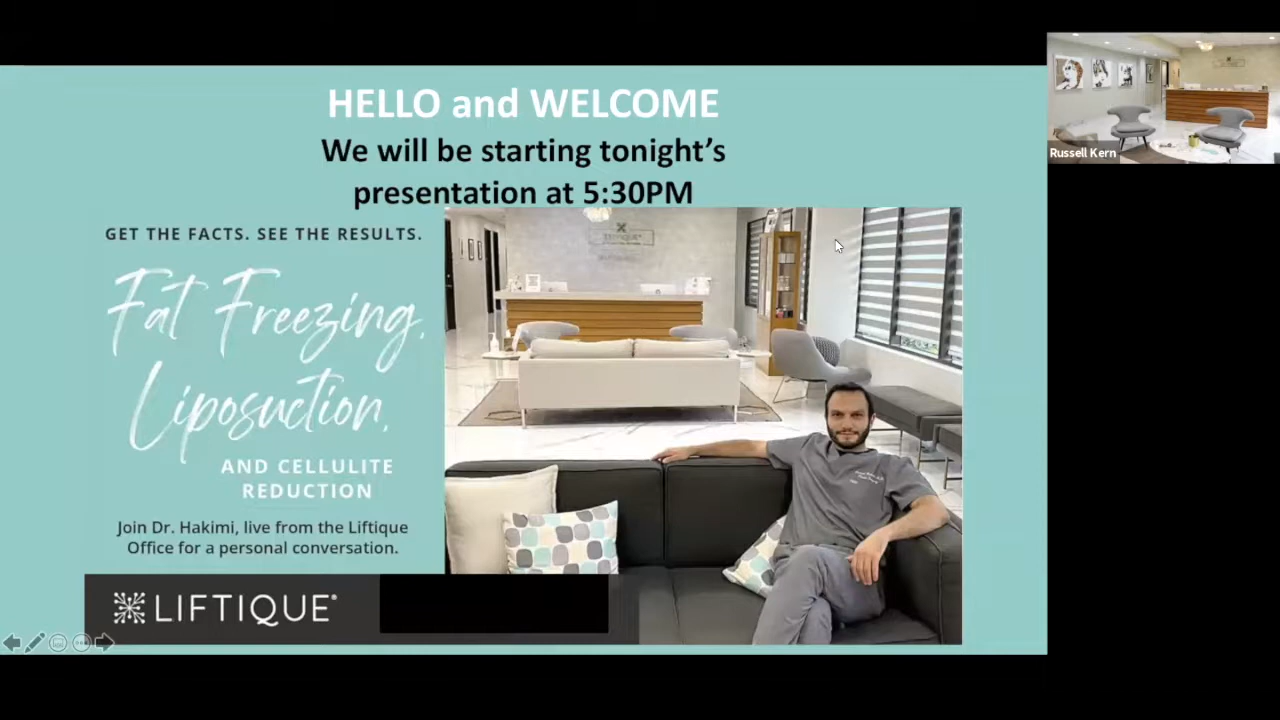 HELLO and WELCOME
We will be starting tonight's
presentation at 5:30PM
GET THE FACTS. SEE THE RESULTS.
Fat Freezing,
Liposuction,
AND CELLULITE
REDUCTION
Join Dr. Hakimi, live from the Liftique
Office for a personal conversation.
LIFTIQUE®
Russell Kern